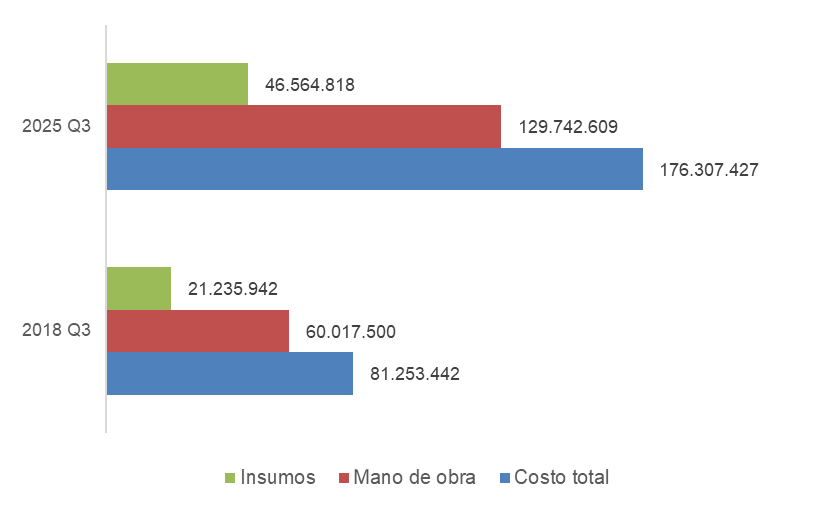 46.564.818
2025 Q3
129.742.609
176.307.427
21.235.942
2018 Q3
60.017.500
81.253.442
Insumos Mano de obra Costo total